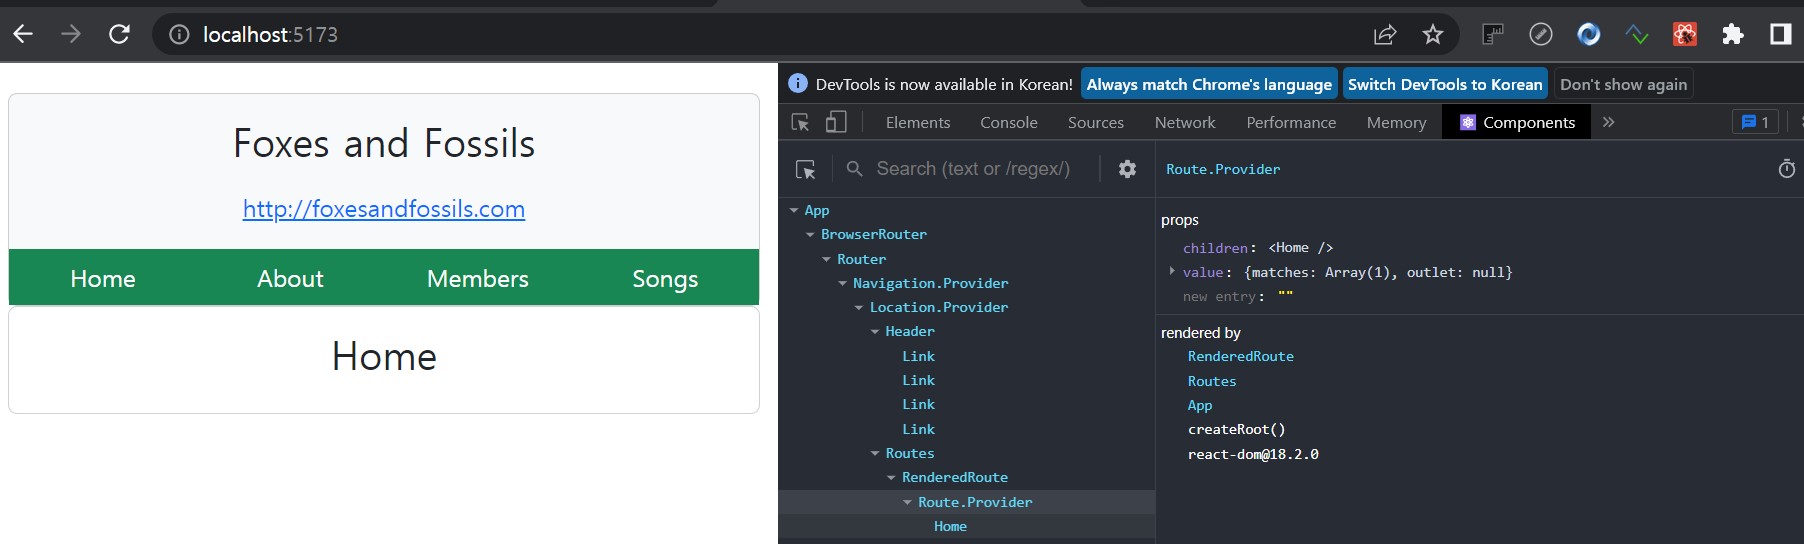 localhost:5173
DevTools is now available in Korean! Always match Chrome's language Switch DevTools to Korean Don't show again
Elements Console Sources Network Performance Memory Components » 1
Search (text or /regex/)
Route.Provider
Foxes and Fossils
http://foxesandfossils.com
Home About Members Songs
Home
App
BrowserRouter
Router
Navigation.Provider
Location.Provider
Header
Link
Link
Link
Link
Routes
RenderedRoute
Route.Provider
Home
props
children: <Home />
value: {matches: Array(1), outlet: null}
new entry: ""
rendered by
RenderedRoute
Routes
App
createRoot()
react-dom@18.2.0